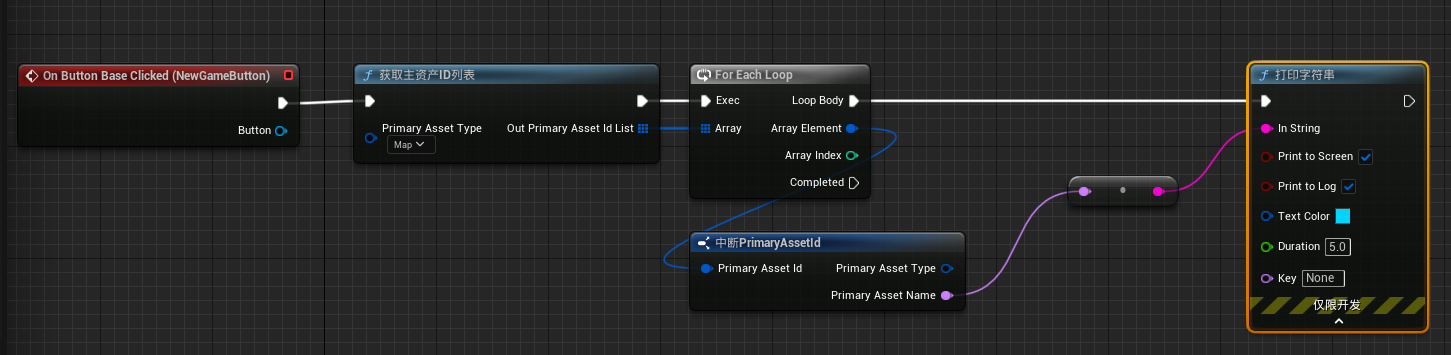 On Button Base Clicked (NewGameButton)
Button
获取主资产ID列表
Primary Asset Type
Map
Out Primary Asset Id List
For Each Loop
Exec
Loop Body
Array
Array Element
Array Index
Completed
中断PrimaryAssetId
Primary Asset Id
Primary Asset Type
Primary Asset Name
打印字符串
In String
Print to Screen
Print to Log
Text Color
Duration 5.0
Key None
仅限开发